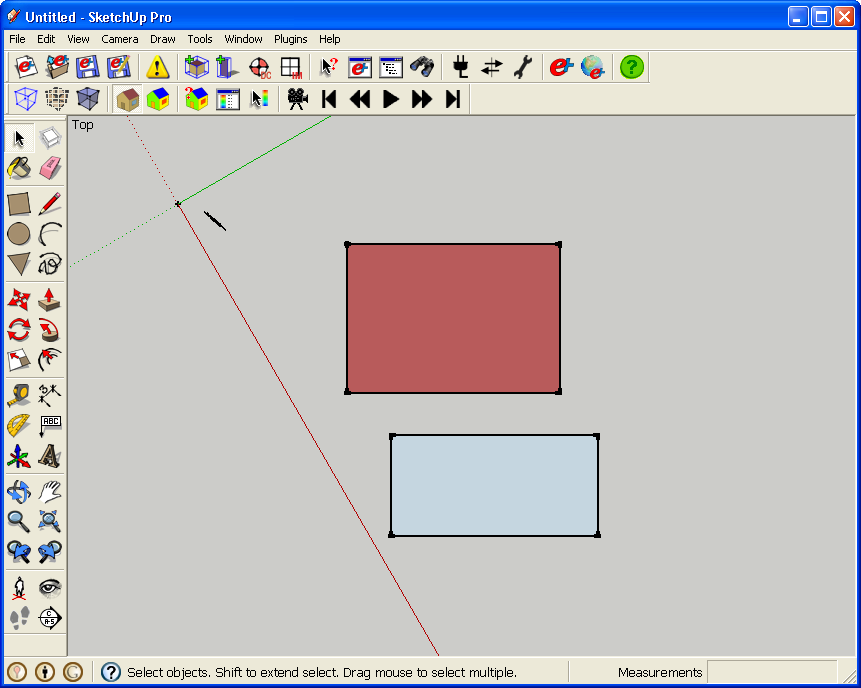 Untitled - SketchUp Pro
File Edit View Camera Draw Tools Window Plugins Help
Top
ABC
A
Select objects. Shift to extend select. Drag mouse to select multiple.
Measurements